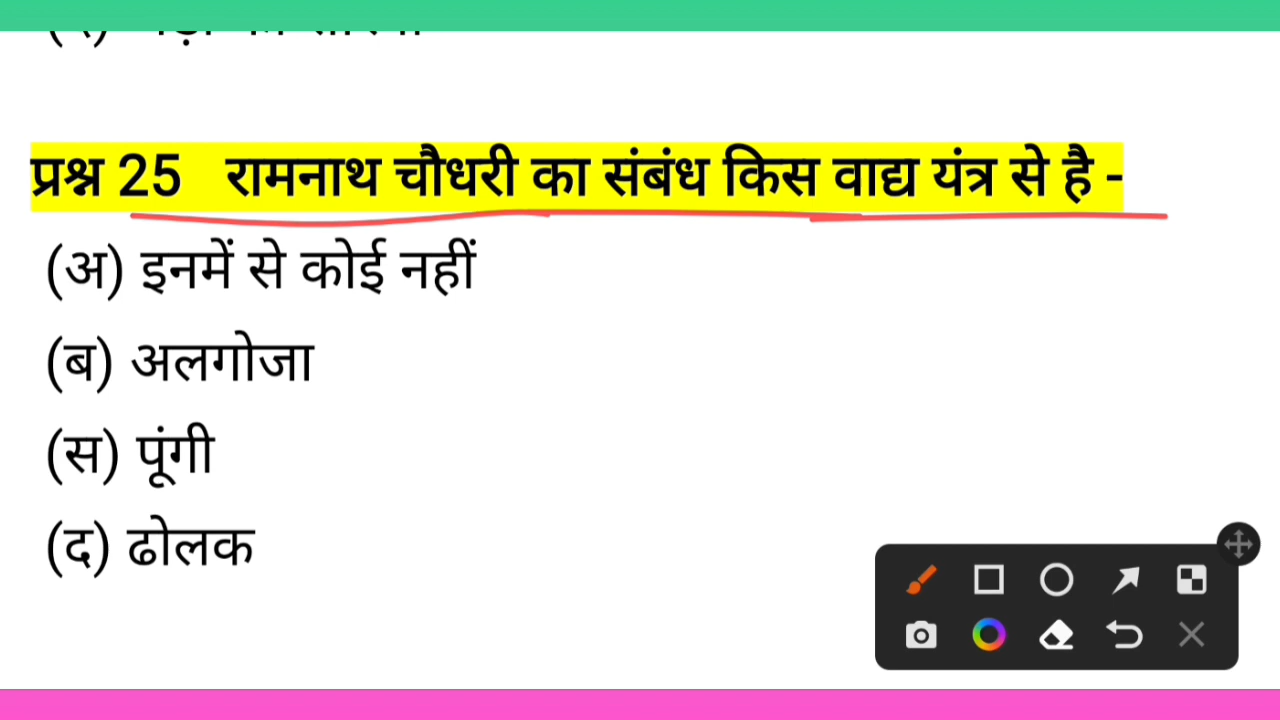 प्रश्न 25 रामनाथ चौधरी का संबंध किस वाद्य यंत्र से है -
(अ) इनमें से कोई नहीं
(ब) अलगोजा
(स) पूंगी
(द) ढोलक